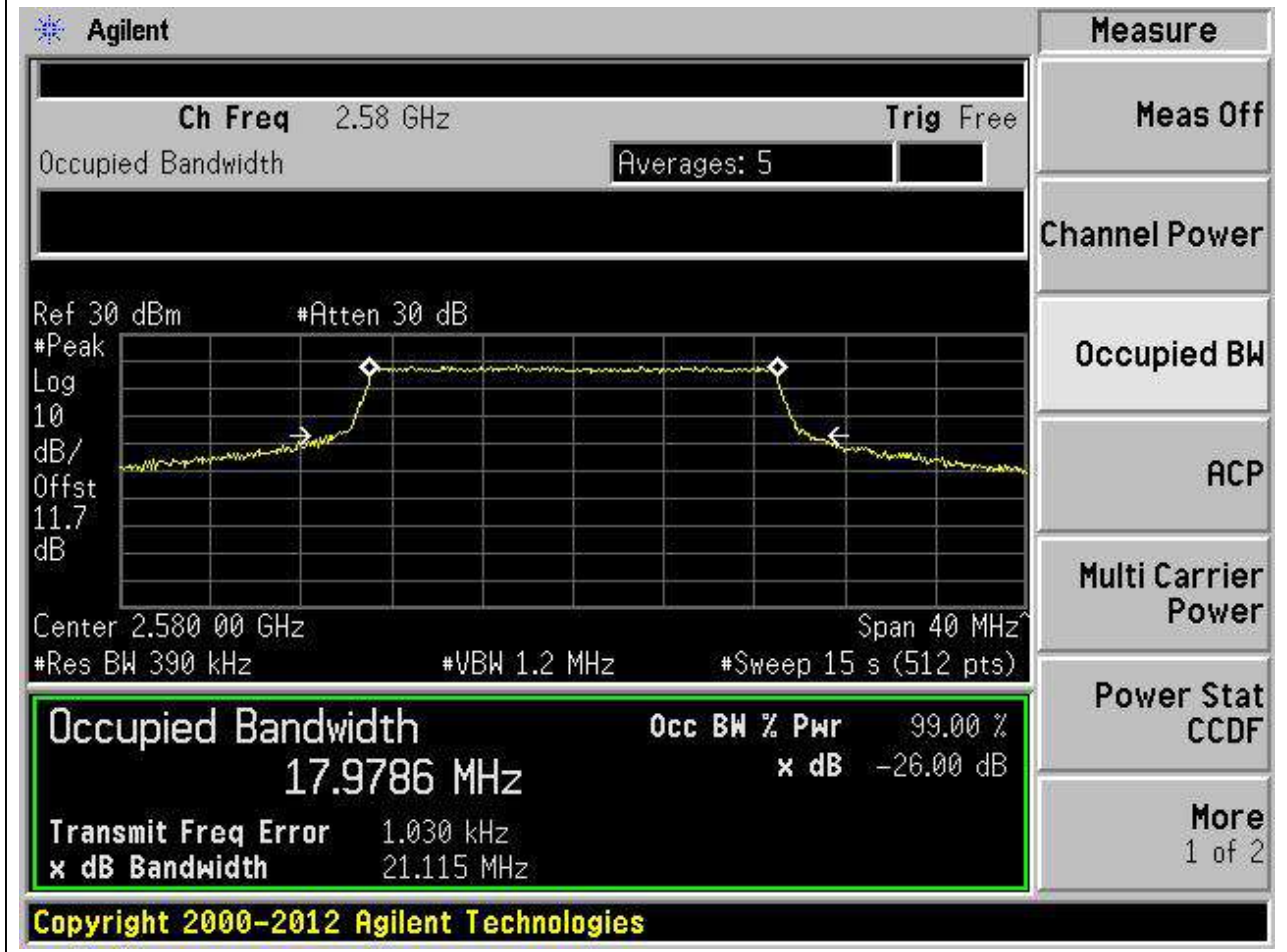 Agilent
Measure
Ch Freq 2.58 GHz Trig Free
Meas Off
Occupied Bandwidth Averages: 5
Channel Power
Ref 30 dBm #Atten 30 dB
#Peak
Log
10
dB/
Offst
11.7
dB
Occupied BW
ACP
Center 2.580 00 GHz Span 40 MHz^
#Res BW 390 kHz #VBW 1.2 MHz #Sweep 15 s (512 pts)
Multi Carrier
Power
Occupied Bandwidth Occ BW % Pwr 99.00 %
17.9786 MHz x dB -26.00 dB
Power Stat
CCDF
Transmit Freq Error 1.030 kHz
x dB Bandwidth 21.115 MHz
More
1 of 2
Copyright 2000-2012 Agilent Technologies